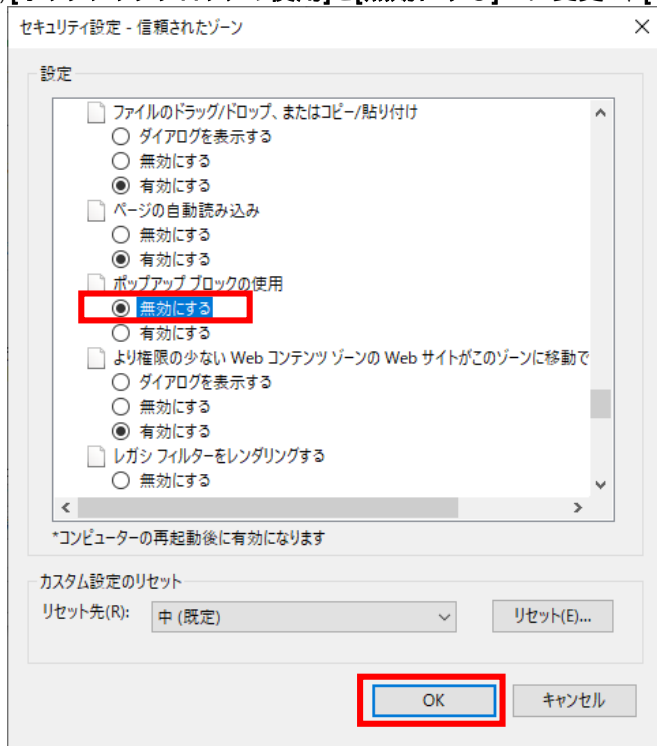 セキュリティ設定 - 信頼されたゾーン
設定
ファイルのドラッグ/ドロップ、またはコピー/貼り付け
ダイアログを表示する
無効にする
有効にする
ページの自動読み込み
無効にする
有効にする
ポップアップ ブロックの使用
無効にする
有効にする
より権限の少ない Web コンテンツ ゾーンの Web サイトがこのゾーンに移動で
ダイアログを表示する
無効にする
有効にする
レガシ フィルターをレンダリングする
無効にする
*コンピューターの再起動後に有効になります
カスタム設定のリセット
リセット先(R): 中 (既定) リセット(E)...
OK キャンセル